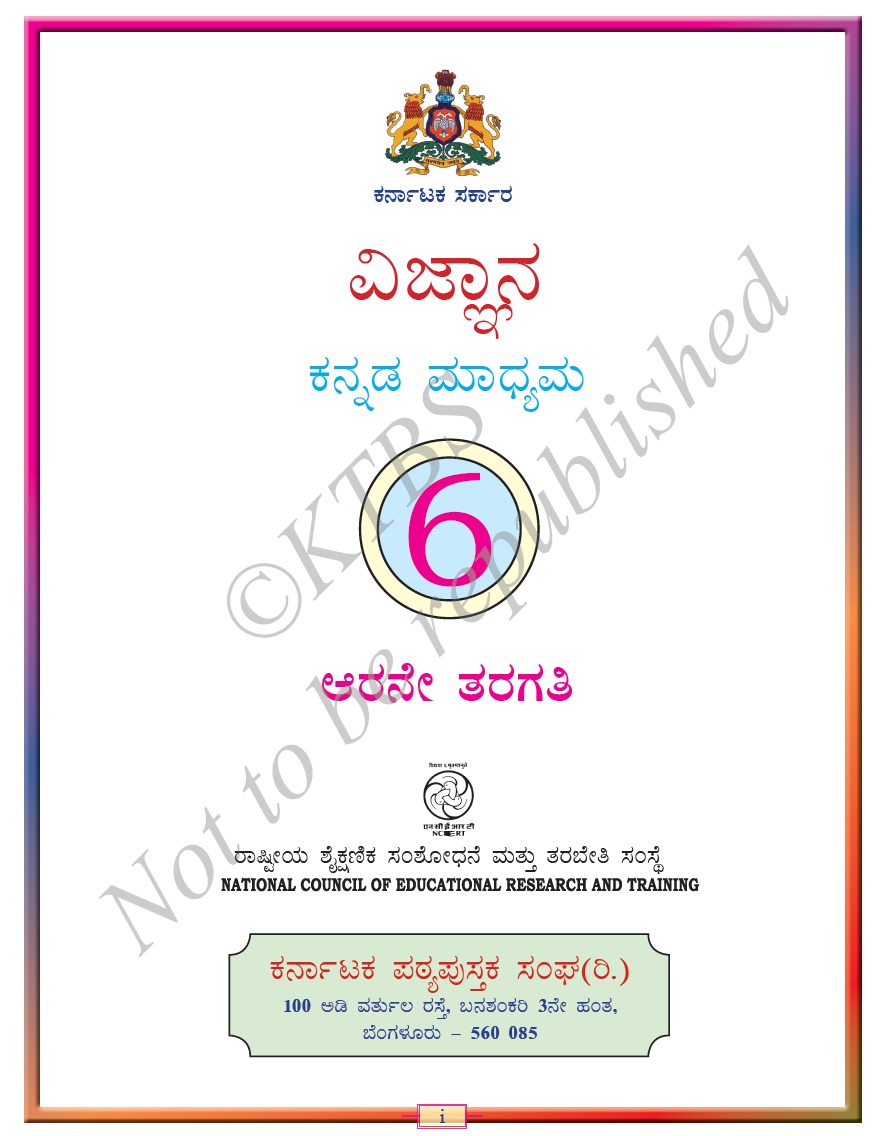 ಕರ್ನಾಟಕ ಸರ್ಕಾರ
ವಿಜ್ಞಾನ
ಕನ್ನಡ ಮಾಧ್ಯಮ
6
ಆರನೇ ತರಗತಿ
©KTBS
Not to be republished
एन सी ई आर टी
NCERT
ರಾಷ್ಟ್ರೀಯ ಶೈಕ್ಷಣಿಕ ಸಂಶೋಧನೆ ಮತ್ತು ತರಬೇತಿ ಸಂಸ್ಥೆ
NATIONAL COUNCIL OF EDUCATIONAL RESEARCH AND TRAINING
ಕರ್ನಾಟಕ ಪಠ್ಯಪುಸ್ತಕ ಸಂಘ(ರಿ.)
100 ಅಡಿ ವರ್ತುಲ ರಸ್ತೆ, ಬನಶಂಕರಿ 3ನೇ ಹಂತ,
ಬೆಂಗಳೂರು – 560 085
i